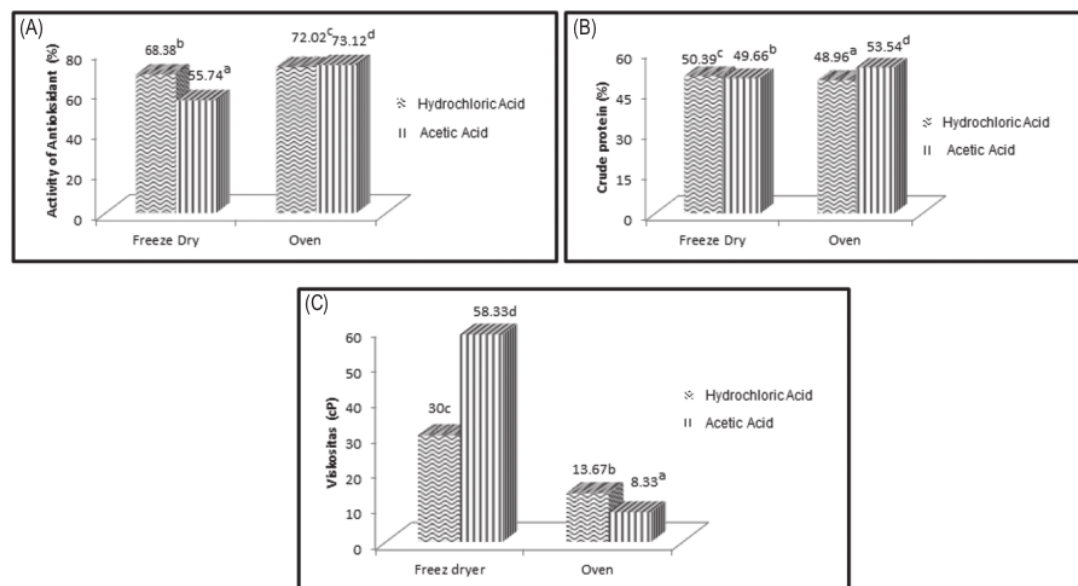 (A)
68.38b
55.74a
72.02c
73.12d
Activity of Antioksidant (%)
80
60
40
20
0
Freeze Dry
Oven
Hydrochloric Acid
Acetic Acid
(B)
50.39c
49.66b
48.96a
53.54d
Crude protein (%)
60
45
30
15
0
Freeze Dry
Oven
Hydrochloric Acid
Acetic Acid
(C)
30c
58.33d
13.67b
8.33a
Viskositas (cP)
60
50
40
30
20
10
0
Freez dryer
Oven
Hydrochloric Acid
Acetic Acid